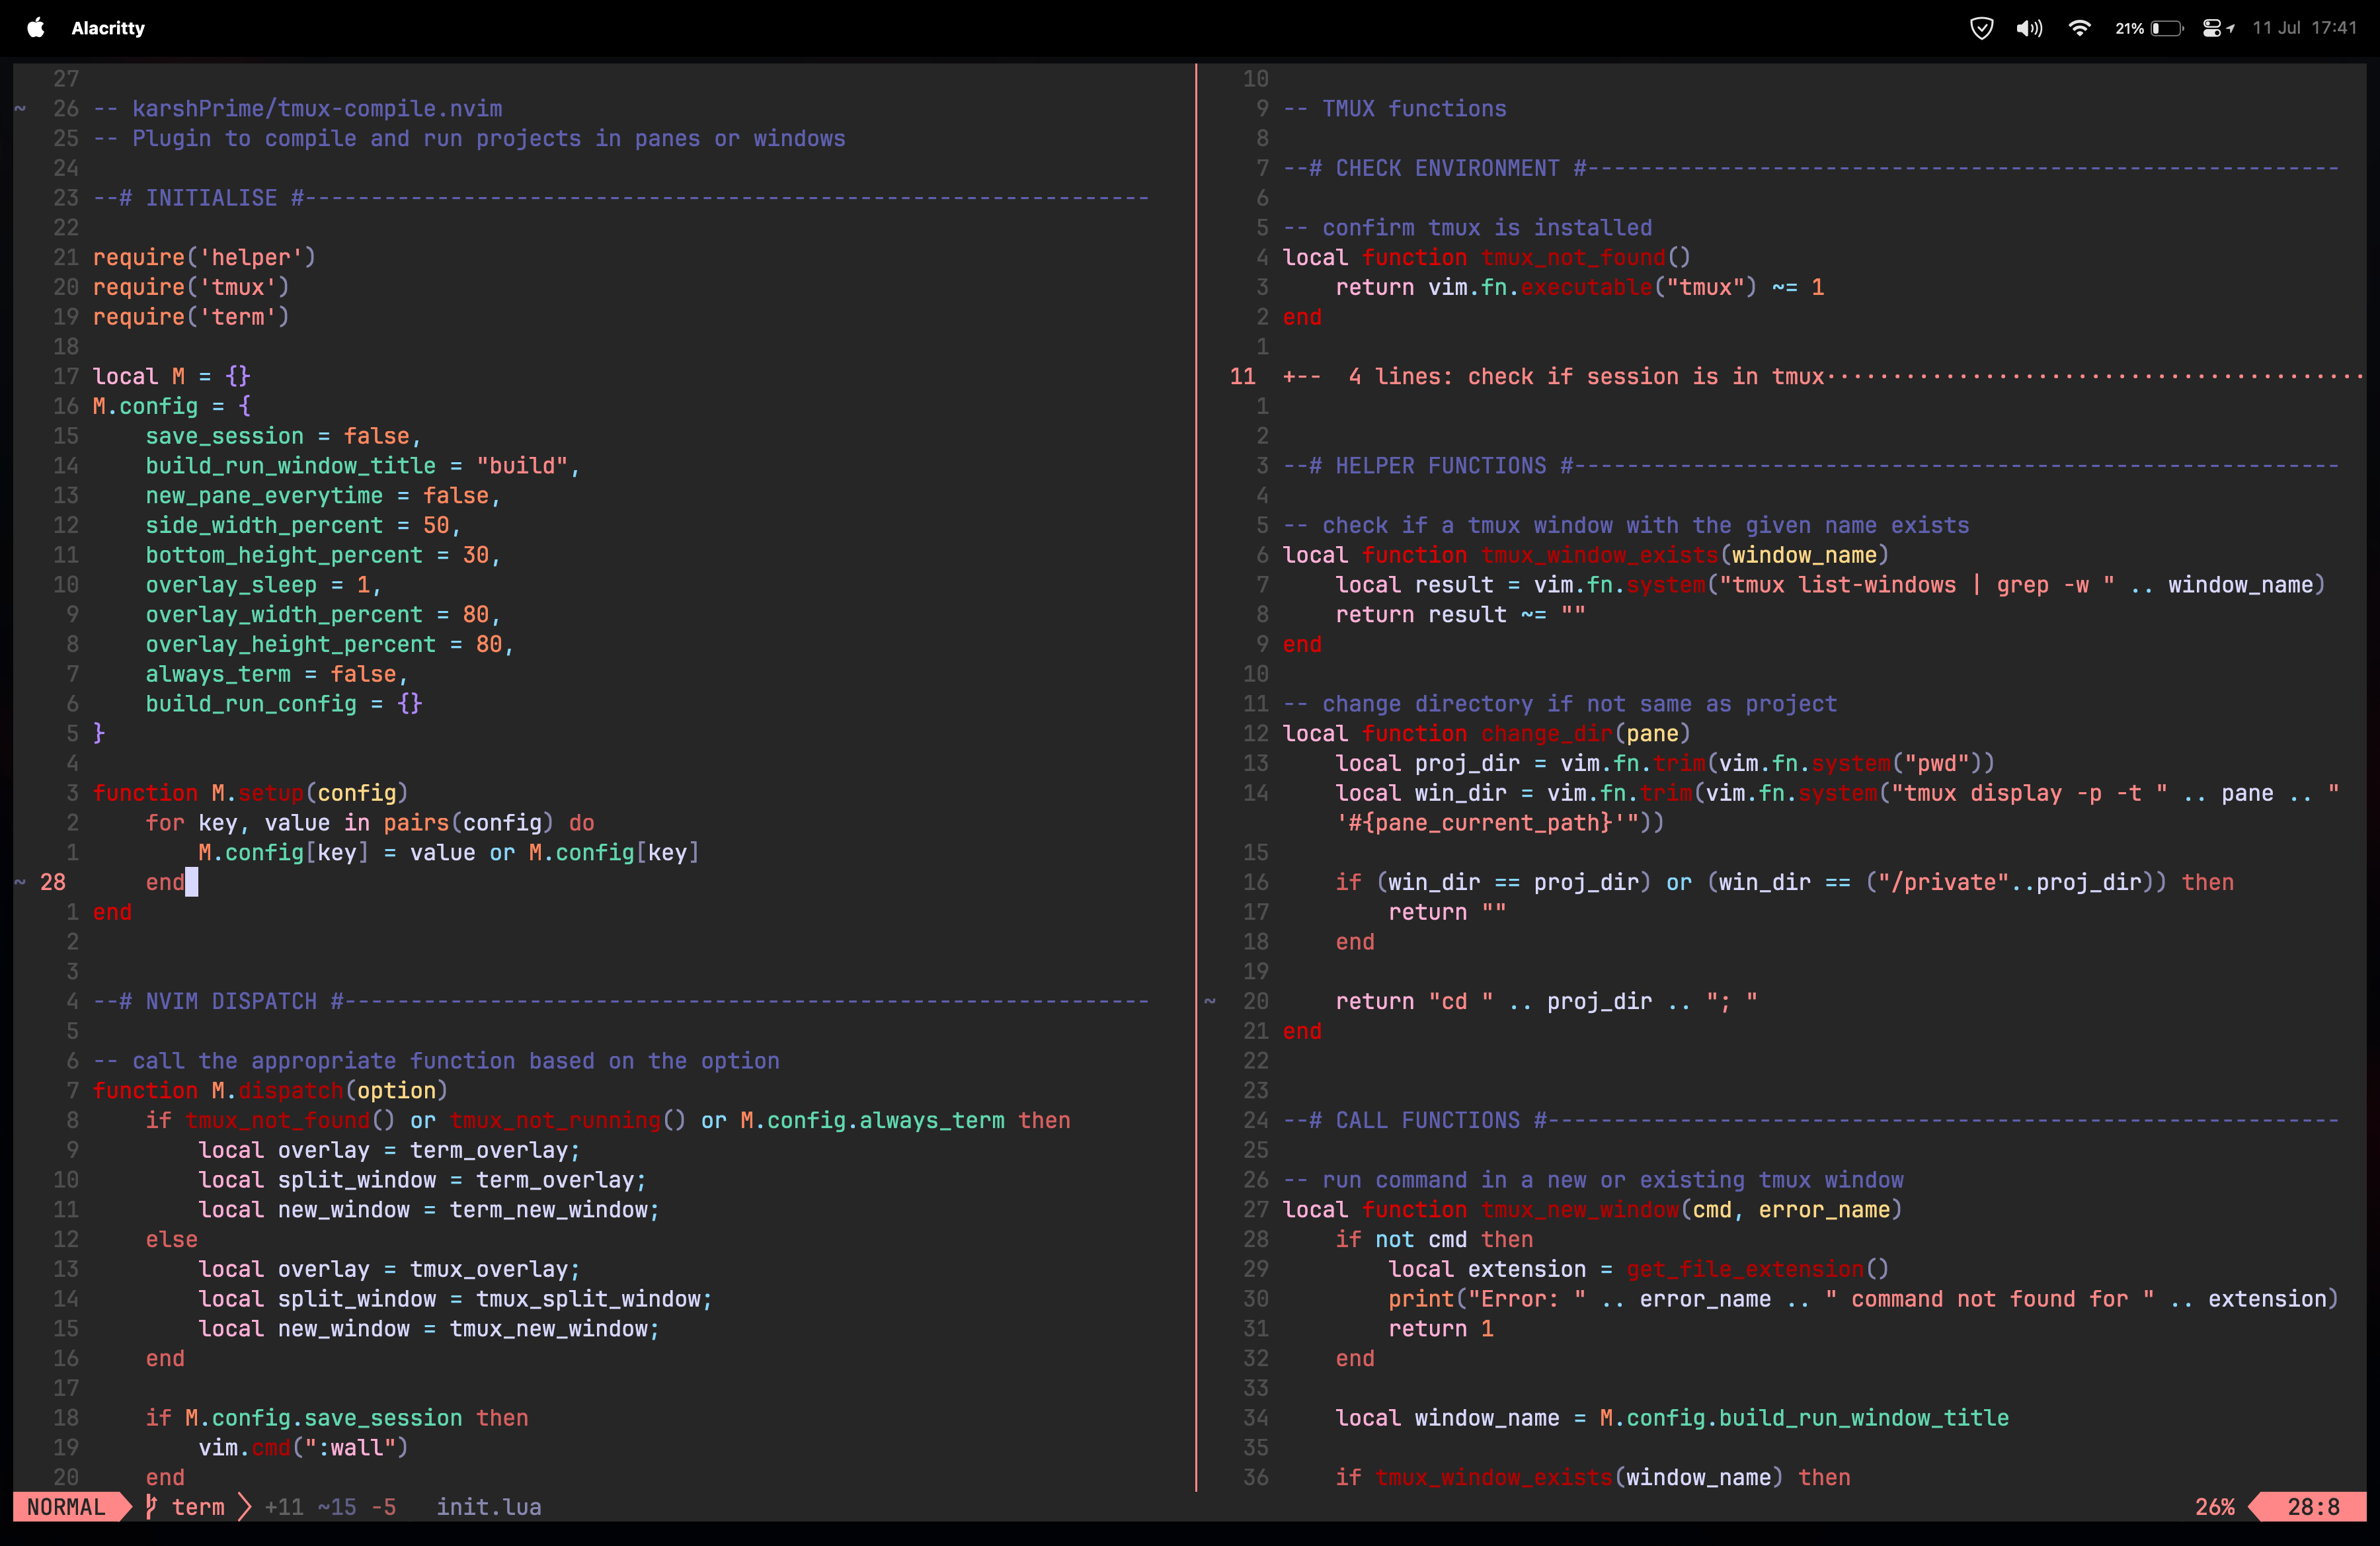 Alacritty 21% 11 Jul 17:41
27
~ 26 -- karshPrime/tmux-compile.nvim
25 -- Plugin to compile and run projects in panes or windows
24
23 --# INITIALISE #----------------------------------------------------------------
22
21 require('helper')
20 require('tmux')
19 require('term')
18
17 local M = {}
16 M.config = {
15     save_session = false,
14     build_run_window_title = "build",
13     new_pane_everytime = false,
12     side_width_percent = 50,
11     bottom_height_percent = 30,
10     overlay_sleep = 1,
9     overlay_width_percent = 80,
8     overlay_height_percent = 80,
7     always_term = false,
6     build_run_config = {}
5 }
4
3 function M.setup(config)
2     for key, value in pairs(config) do
1         M.config[key] = value or M.config[key]
~ 28     end
1 end
2
3
4 --# NVIM DISPATCH #-------------------------------------------------------------
5
6 -- call the appropriate function based on the option
7 function M.dispatch(option)
8     if tmux_not_found() or tmux_not_running() or M.config.always_term then
9         local overlay = term_overlay;
10         local split_window = term_overlay;
11         local new_window = term_new_window;
12     else
13         local overlay = tmux_overlay;
14         local split_window = tmux_split_window;
15         local new_window = tmux_new_window;
16     end
17
18     if M.config.save_session then
19         vim.cmd(":wall")
20     end
10
9 -- TMUX functions
8
7 --# CHECK ENVIRONMENT #---------------------------------------------------------
6
5 -- confirm tmux is installed
4 local function tmux_not_found()
3     return vim.fn.executable("tmux") ~= 1
2 end
1
11 +--  4 lines: check if session is in tmux·········································
1
2
3 --# HELPER FUNCTIONS #----------------------------------------------------------
4
5 -- check if a tmux window with the given name exists
6 local function tmux_window_exists(window_name)
7     local result = vim.fn.system("tmux list-windows | grep -w " .. window_name)
8     return result ~= ""
9 end
10
11 -- change directory if not same as project
12 local function change_dir(pane)
13     local proj_dir = vim.fn.trim(vim.fn.system("pwd"))
14     local win_dir = vim.fn.trim(vim.fn.system("tmux display -p -t " .. pane .. "
'#{pane_current_path}'"))
15
16     if (win_dir == proj_dir) or (win_dir == ("/private"..proj_dir)) then
17         return ""
18     end
19
~ 20     return "cd " .. proj_dir .. "; "
21 end
22
23
24 --# CALL FUNCTIONS #------------------------------------------------------------
25
26 -- run command in a new or existing tmux window
27 local function tmux_new_window(cmd, error_name)
28     if not cmd then
29         local extension = get_file_extension()
30         print("Error: " .. error_name .. " command not found for " .. extension)
31         return 1
32     end
33
34     local window_name = M.config.build_run_window_title
35
36     if tmux_window_exists(window_name) then
NORMAL term +11 ~15 -5 init.lua 26% 28:8